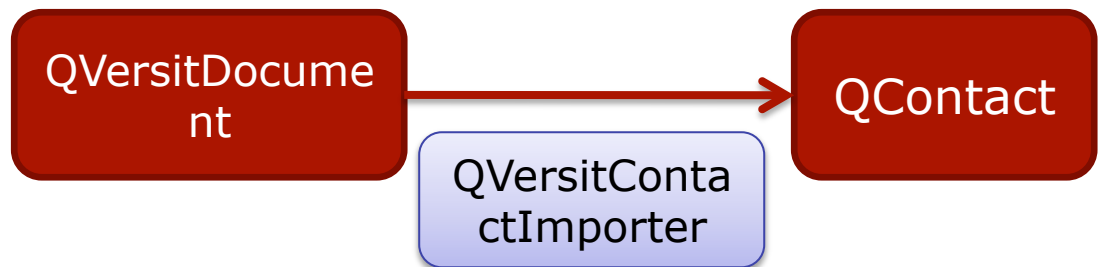 QVersitDocume
nt
QContact
QVersitConta
ctImporter